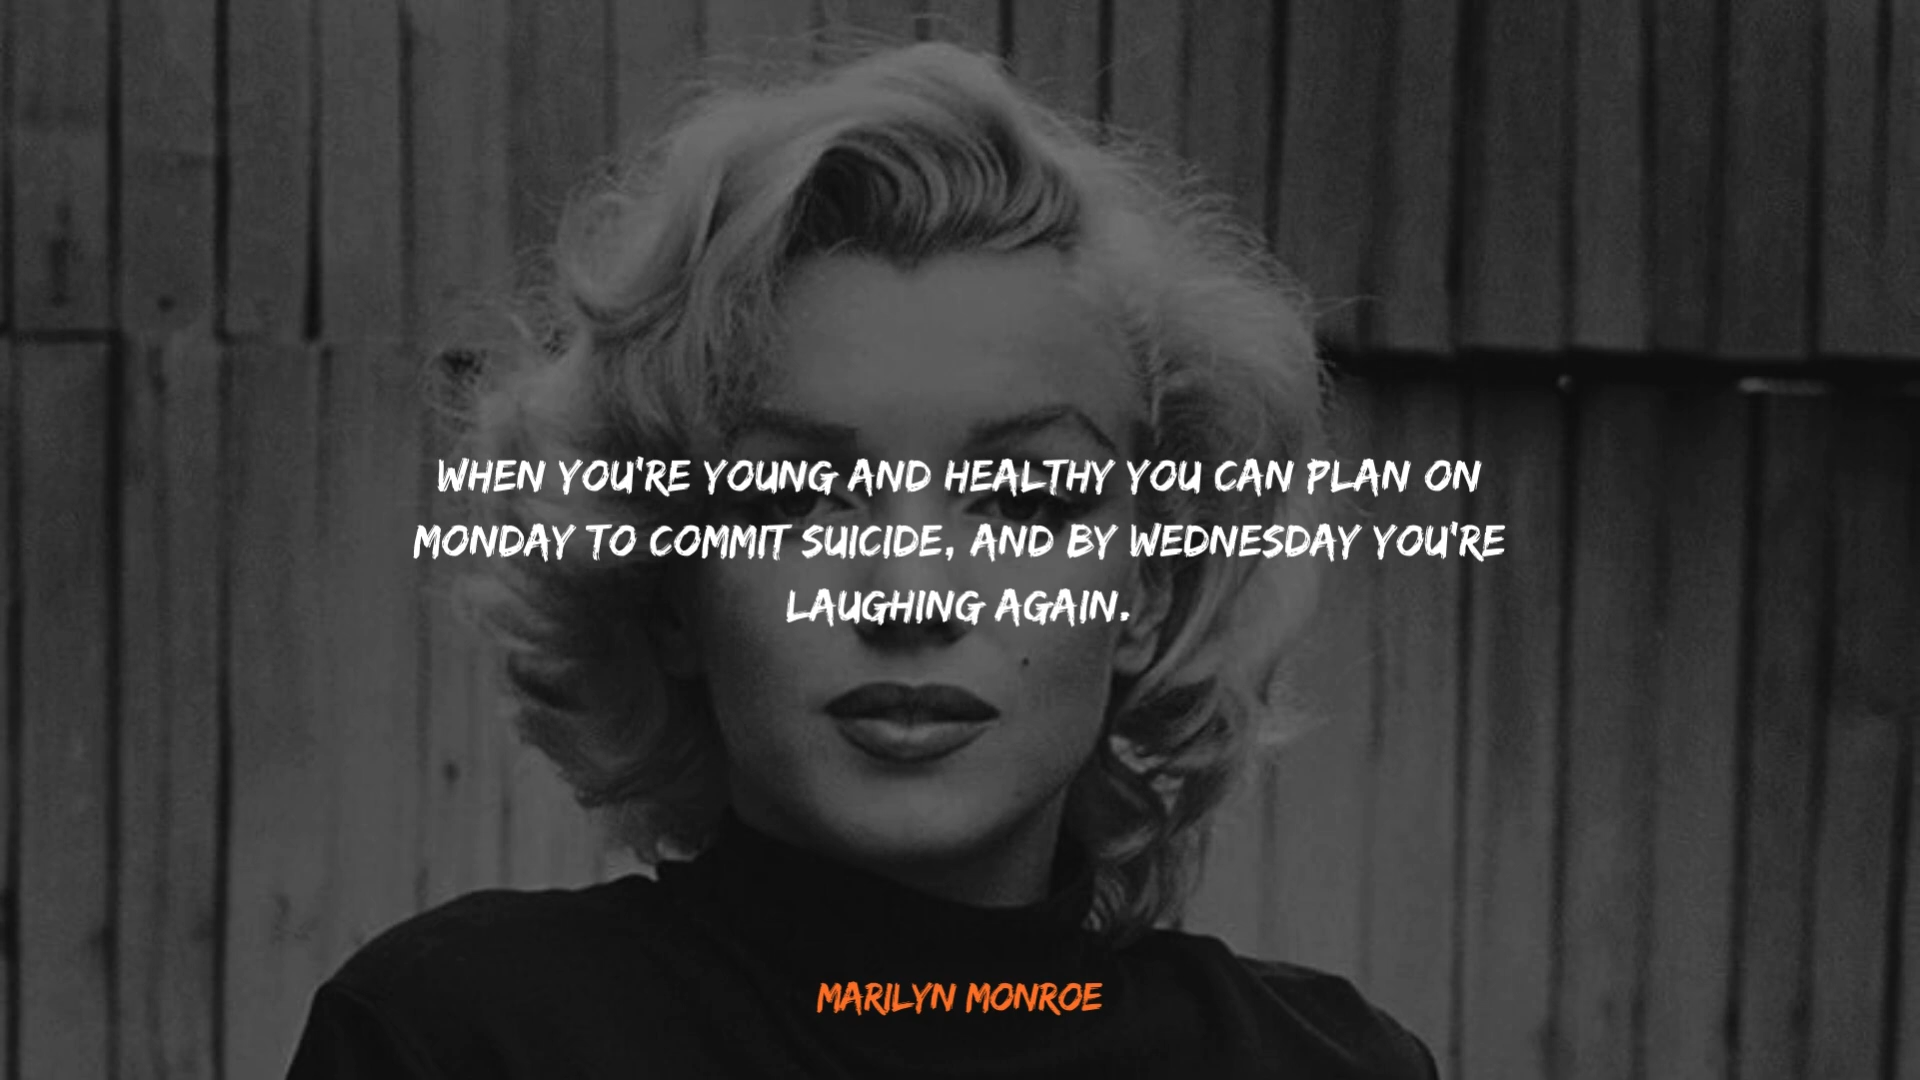 WHEN YOU'RE YOUNG AND HEALTHY YOU CAN PLAN ON
MONDAY TO COMMIT SUICIDE, AND BY WEDNESDAY YOU'RE
LAUGHING AGAIN.
MARILYN MONROE